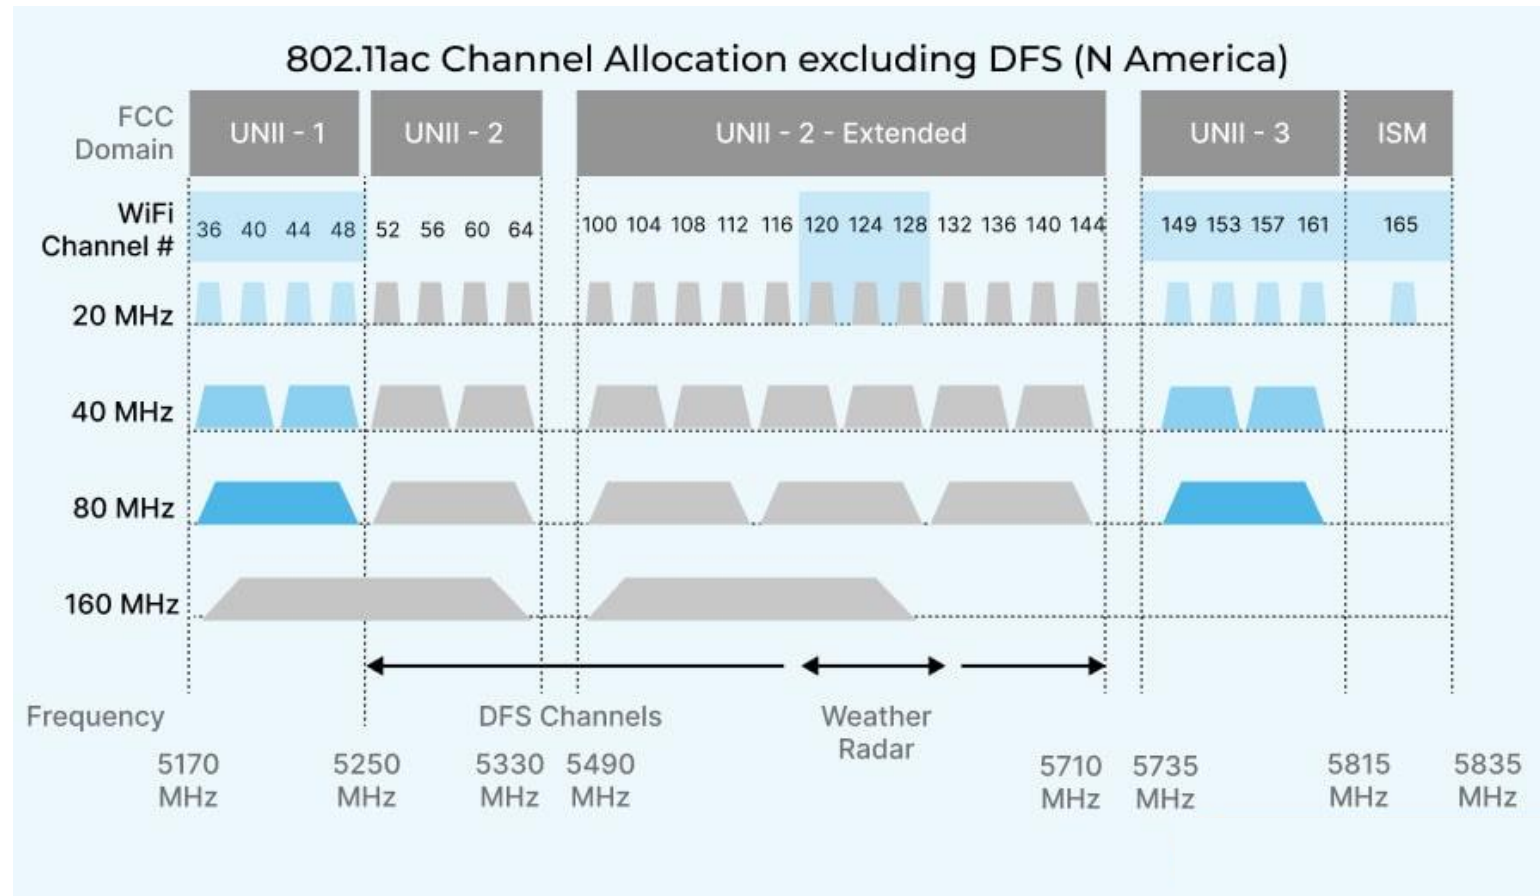 802.11ac Channel Allocation excluding DFS (N America)
FCC
Domain
UNII - 1
UNII - 2
UNII - 2 - Extended
UNII - 3
ISM
WiFi
Channel #
36 40 44 48 52 56 60 64 100 104 108 112 116 120 124 128 132 136 140 144 149 153 157 161 165
20 MHz
40 MHz
80 MHz
160 MHz
Frequency
DFS Channels
Weather
Radar
5170
MHz
5250
MHz
5330
MHz
5490
MHz
5710
MHz
5735
MHz
5815
MHz
5835
MHz